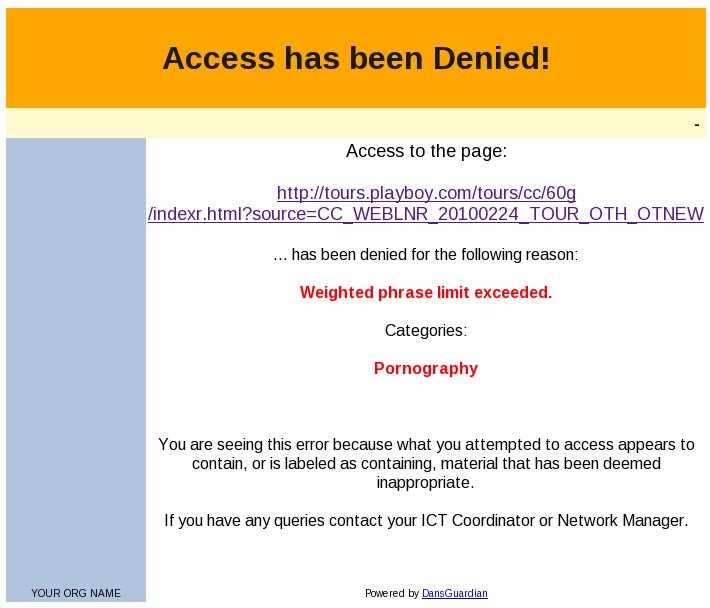 Access has been Denied!
-
Access to the page:
http://tours.playboy.com/tours/cc/60g
/indexr.html?source=CC_WEBLNR_20100224_TOUR_OTH_OTNEW
... has been denied for the following reason:
Weighted phrase limit exceeded.
Categories:
Pornography
You are seeing this error because what you attempted to access appears to
contain, or is labeled as containing, material that has been deemed
inappropriate.
If you have any queries contact your ICT Coordinator or Network Manager.
YOUR ORG NAME
Powered by DansGuardian